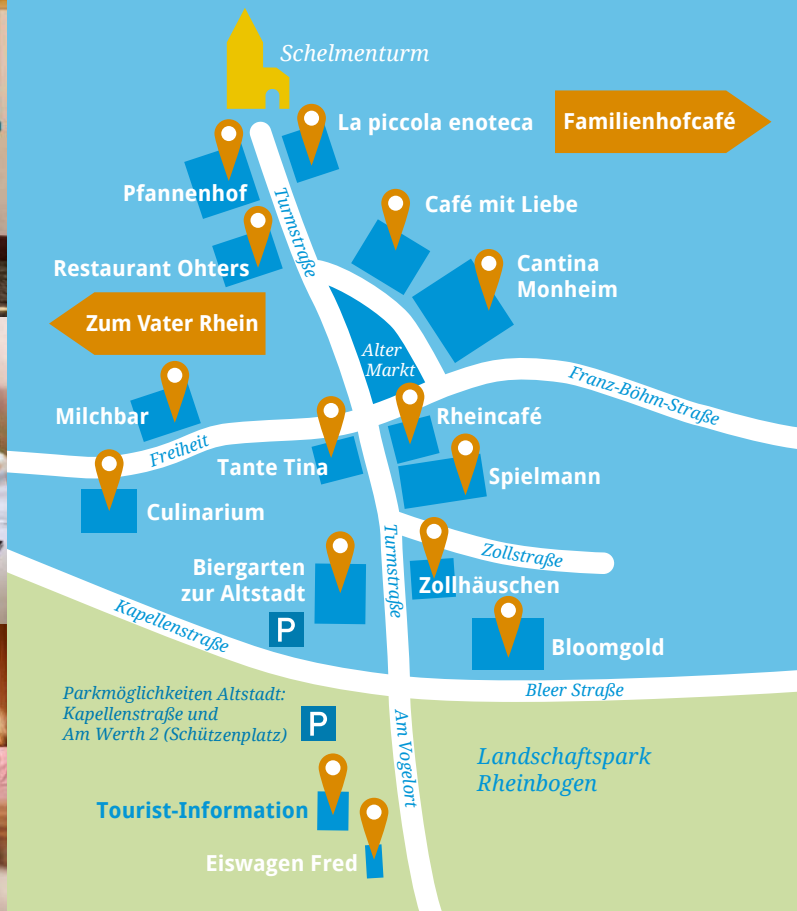 Schelmenturm
La piccola enoteca
Familienhofcafé
Pfannenhof
Turmstraße
Café mit Liebe
Restaurant Ohters
Cantina
Monheim
Zum Vater Rhein
Alter
Markt
Franz-Böhm-Straße
Milchbar
Rheincafé
Freiheit
Tante Tina
Spielmann
Culinarium
Turmstraße
Zollstraße
Biergarten
zur Altstadt
Zollhäuschen
Kapellenstraße
P
Bloomgold
Bleer Straße
Parkmöglichkeiten Altstadt:
Kapellenstraße und
Am Werth 2 (Schützenplatz)
P
Am Vogelort
Landschaftspark
Rheinbogen
Tourist-Information
Eiswagen Fred